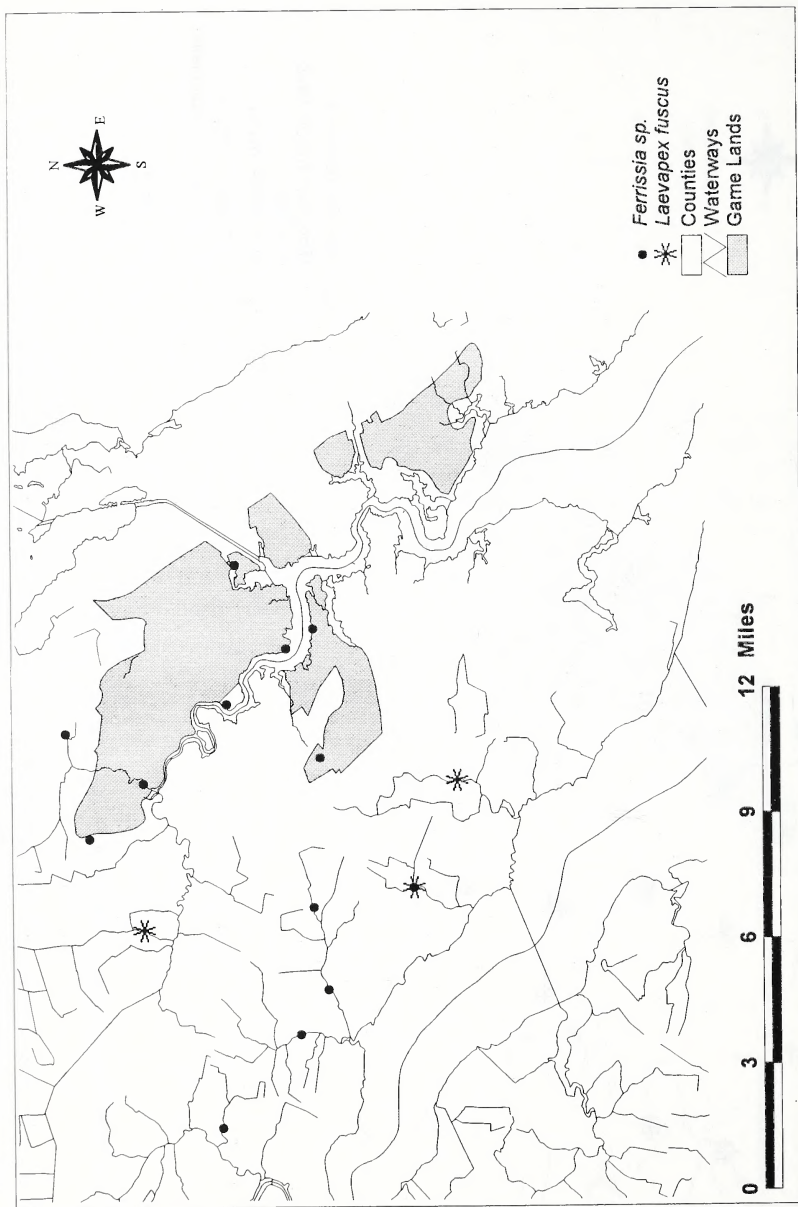 N
W E
S
Ferrissia sp.
Laevapex fuscus
Counties
Waterways
Game Lands
0 3 6 9 12 Miles